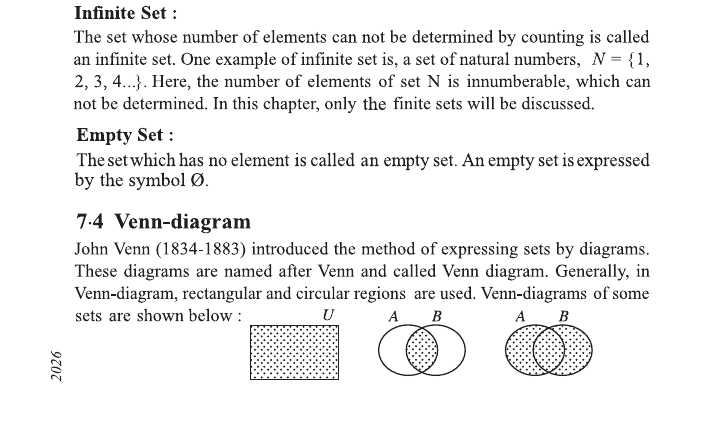 Infinite Set :
The set whose number of elements can not be determined by counting is called
an infinite set. One example of infinite set is, a set of natural numbers, N = {1,
2, 3, 4...}. Here, the number of elements of set N is innumberable, which can
not be determined. In this chapter, only the finite sets will be discussed.
Empty Set :
The set which has no element is called an empty set. An empty set is expressed
by the symbol Ø.
7·4 Venn-diagram
John Venn (1834-1883) introduced the method of expressing sets by diagrams.
These diagrams are named after Venn and called Venn diagram. Generally, in
Venn-diagram, rectangular and circular regions are used. Venn-diagrams of some
sets are shown below :
U
A B
A B
2026